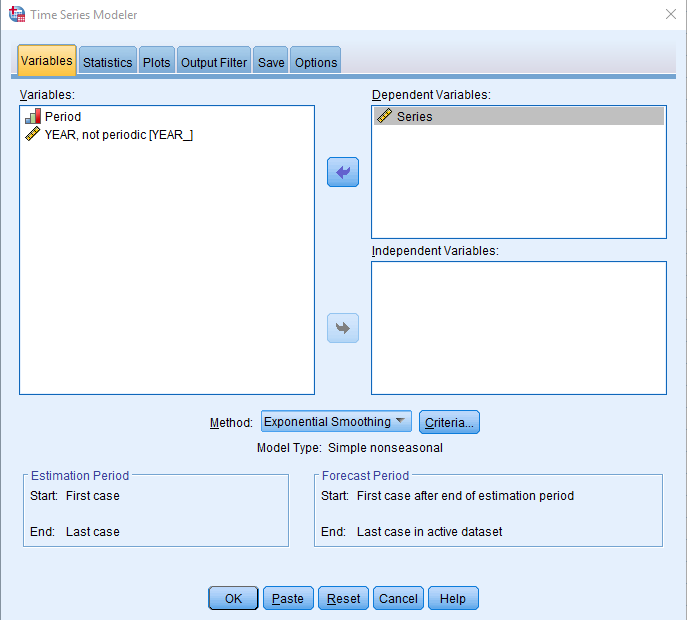 Time Series Modeler
Variables Statistics Plots Output Filter Save Options
Variables:
Period
YEAR, not periodic [YEAR_]
Dependent Variables:
Series
Independent Variables:
Method: Exponential Smoothing Criteria...
Model Type: Simple nonseasonal
Estimation Period
Start: First case
End: Last case
Forecast Period
Start: First case after end of estimation period
End: Last case in active dataset
OK Paste Reset Cancel Help